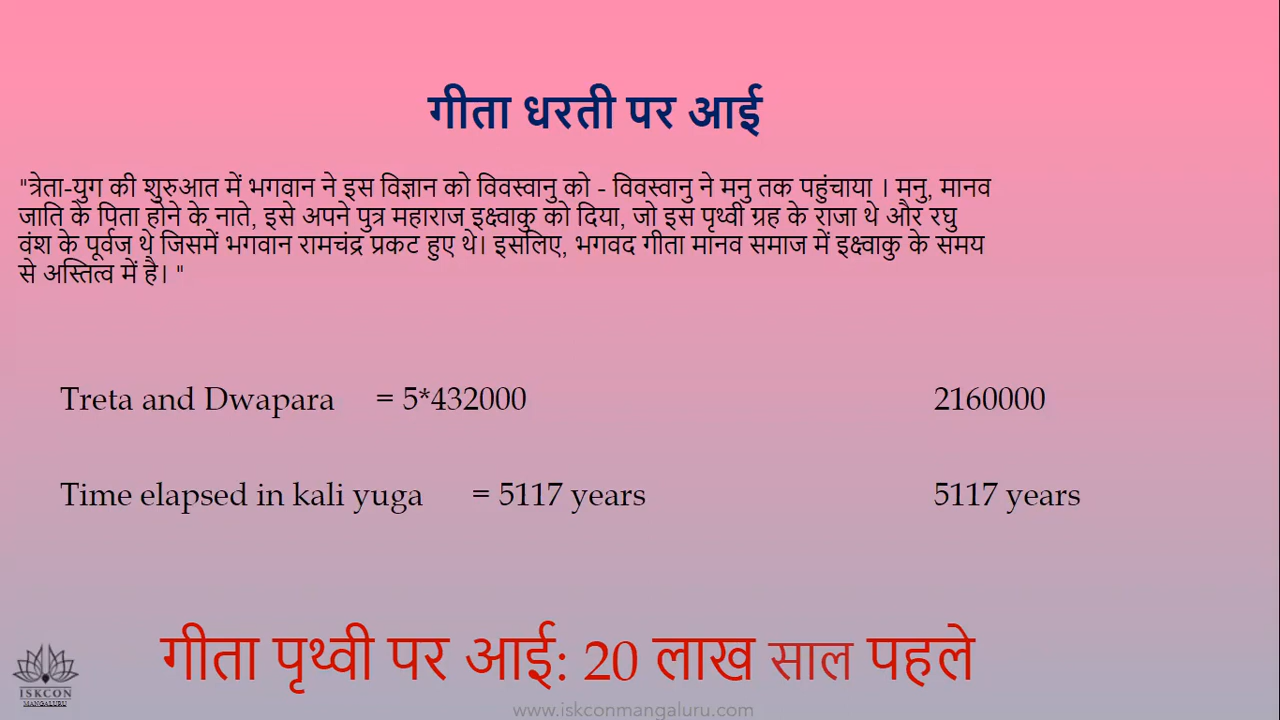 गीता धरती पर आई
"त्रेता-युग की शुरुआत में भगवान ने इस विज्ञान को विवस्वानु को - विवस्वानु ने मनु तक पहुंचाया । मनु, मानव
जाति के पिता होने के नाते, इसे अपने पुत्र महाराज इक्ष्वाकु को दिया, जो इस पृथ्वी ग्रह के राजा थे और रघु
वंश के पूर्वज थे जिसमें भगवान रामचंद्र प्रकट हुए थे। इसलिए, भगवद गीता मानव समाज में इक्ष्वाकु के समय
से अस्तित्व में है। "
Treta and Dwapara = 5*432000 2160000
Time elapsed in kali yuga = 5117 years 5117 years
गीता पृथ्वी पर आई: 20 लाख साल पहले
ISKCON
MANGALURU
www.iskconmangaluru.com